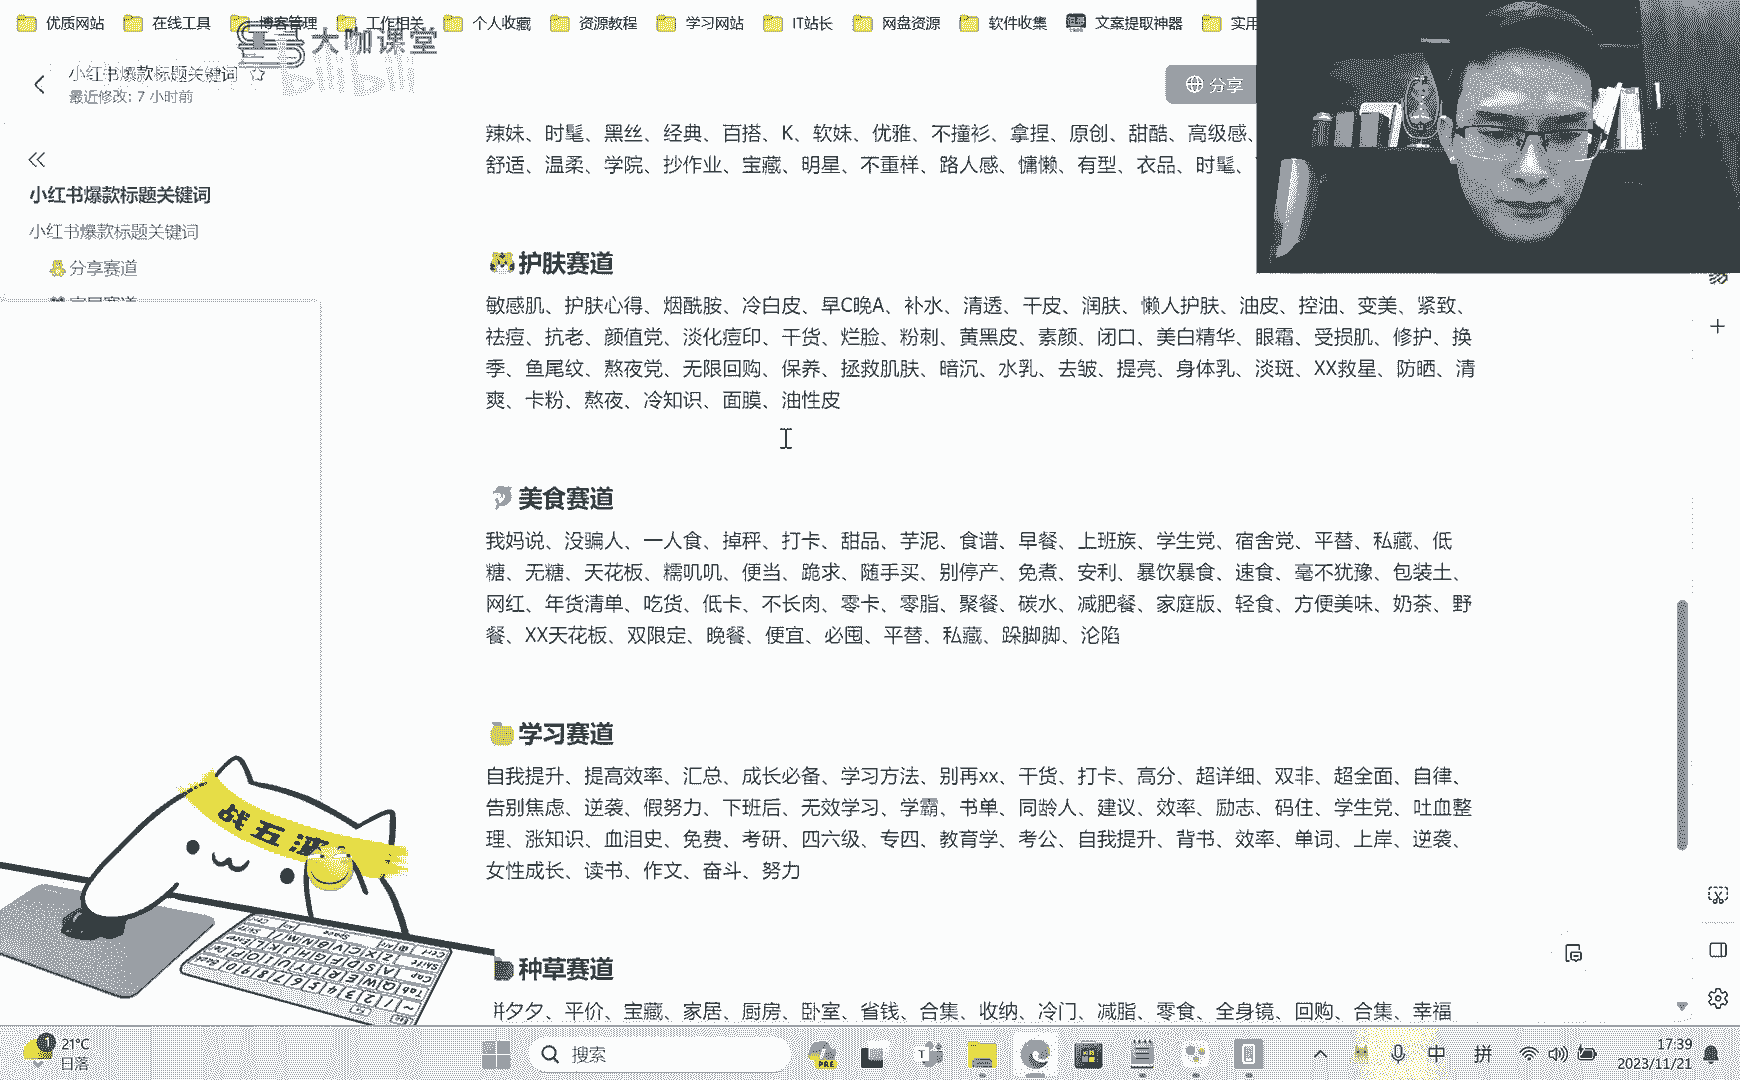 优质网站 在线工具 博客管理 工作相关 个人收藏 资源教程 学习网站 IT站长 网盘资源 软件收集 文案提取神器 实用
大咖课堂
bilibili
小红书爆款标题关键词
最近修改: 7 小时前
分享
小红书爆款标题关键词
小红书爆款标题关键词
分享赛道
辣妹、时髦、黑丝、经典、百搭、K、软妹、优雅、不撞衫、拿捏、原创、甜酷、高级感、
舒适、温柔、学院、抄作业、宝藏、明星、不重样、路人感、慵懒、有型、衣品、时髦、
护肤赛道
敏感肌、护肤心得、烟酰胺、冷白皮、早C晚A、补水、清透、干皮、润肤、懒人护肤、油皮、控油、变美、紧致、
祛痘、抗老、颜值党、淡化痘印、干货、烂脸、粉刺、黄黑皮、素颜、闭口、美白精华、眼霜、受损肌、修护、换
季、鱼尾纹、熬夜党、无限回购、保养、拯救肌肤、暗沉、水乳、去皱、提亮、身体乳、淡斑、XX救星、防晒、清
爽、卡粉、熬夜、冷知识、面膜、油性皮
美食赛道
我妈说、没骗人、一人食、掉秤、打卡、甜品、芋泥、食谱、早餐、上班族、学生党、宿舍党、平替、私藏、低
糖、无糖、天花板、糯叽叽、便当、跪求、随手买、别停产、免煮、安利、暴饮暴食、速食、毫不犹豫、包装土、
网红、年货清单、吃货、低卡、不长肉、零卡、零脂、聚餐、碳水、减肥餐、家庭版、轻食、方便美味、奶茶、野
餐、XX天花板、双限定、晚餐、便宜、必囤、平替、私藏、跺脚脚、沦陷
学习赛道
自我提升、提高效率、汇总、成长必备、学习方法、别再xx、干货、打卡、高分、超详细、双非、超全面、自律、
告别焦虑、逆袭、假努力、下班后、无效学习、学霸、书单、同龄人、建议、效率、励志、码住、学生党、吐血整
理、涨知识、血泪史、免费、考研、四六级、专四、教育学、考公、自我提升、背书、效率、单词、上岸、逆袭、
女性成长、读书、作文、奋斗、努力
种草赛道
拼夕夕、平价、宝藏、家居、厨房、卧室、省钱、合集、收纳、冷门、减脂、零食、全身镜、回购、合集、幸福
战五渣
1
21°C
日落
搜索
PRE
中 拼
17:39
2023/11/21